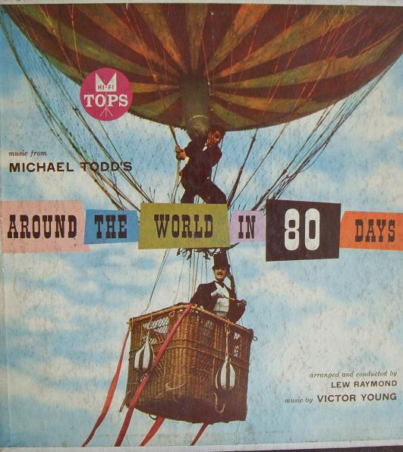 HI-FI
TOPS
music from
MICHAEL TODD'S
AROUND THE WORLD IN 80 DAYS
arranged and conducted by
LEW RAYMOND
music by VICTOR YOUNG